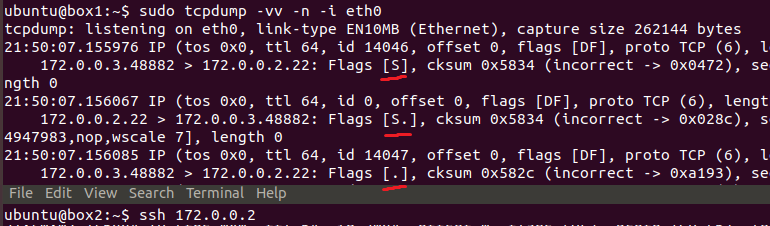 ubuntu@box1:~$ sudo tcpdump -vv -n -i eth0
tcpdump: listening on eth0, link-type EN10MB (Ethernet), capture size 262144 bytes
21:50:07.155976 IP (tos 0x0, ttl 64, id 14046, offset 0, flags [DF], proto TCP (6), l
172.0.0.3.48882 > 172.0.0.2.22: Flags [S], cksum 0x5834 (incorrect -> 0x0472), se
ngth 0
21:50:07.156067 IP (tos 0x0, ttl 64, id 0, offset 0, flags [DF], proto TCP (6), lengt
172.0.0.2.22 > 172.0.0.3.48882: Flags [S.], cksum 0x5834 (incorrect -> 0x028c), s
4947983,nop,wscale 7], length 0
21:50:07.156085 IP (tos 0x0, ttl 64, id 14047, offset 0, flags [DF], proto TCP (6), l
172.0.0.3.48882 > 172.0.0.2.22: Flags [.], cksum 0x582c (incorrect -> 0xa193), se
File Edit View Search Terminal Help
ubuntu@box2:~$ ssh 172.0.0.2